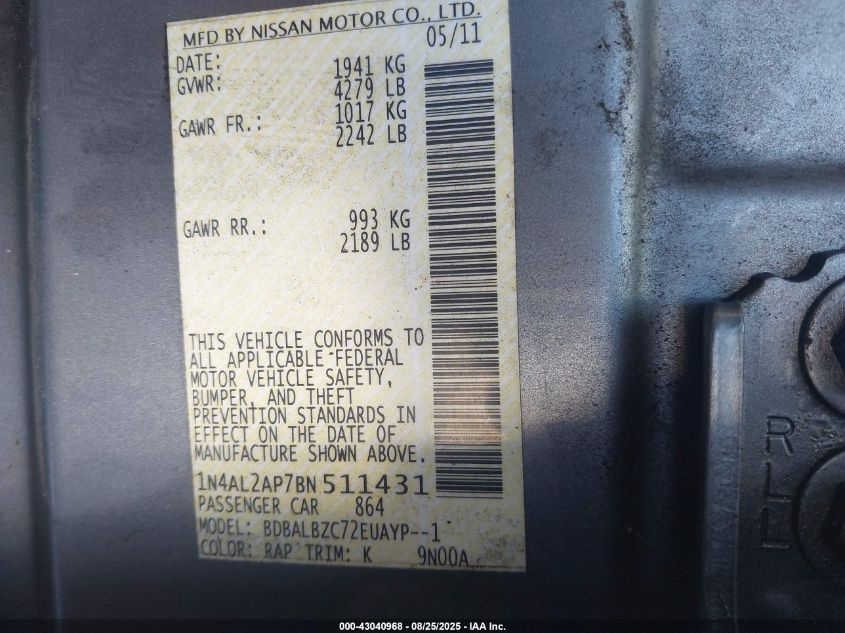 MFD BY NISSAN MOTOR CO., LTD.
DATE: 05/11
GVWR: 1941 KG
4279 LB
GAWR FR.: 1017 KG
2242 LB
GAWR RR.: 993 KG
2189 LB
THIS VEHICLE CONFORMS TO
ALL APPLICABLE FEDERAL
MOTOR VEHICLE SAFETY,
BUMPER, AND THEFT
PREVENTION STANDARDS IN
EFFECT ON THE DATE OF
MANUFACTURE SHOWN ABOVE.
1N4AL2AP7BN511431
PASSENGER CAR 864
MODEL: BDBALBZC72EUAYP--1
COLOR: RAP TRIM: K 9N00A
RLL
000-43040968 - 08/25/2025 - IAA Inc.